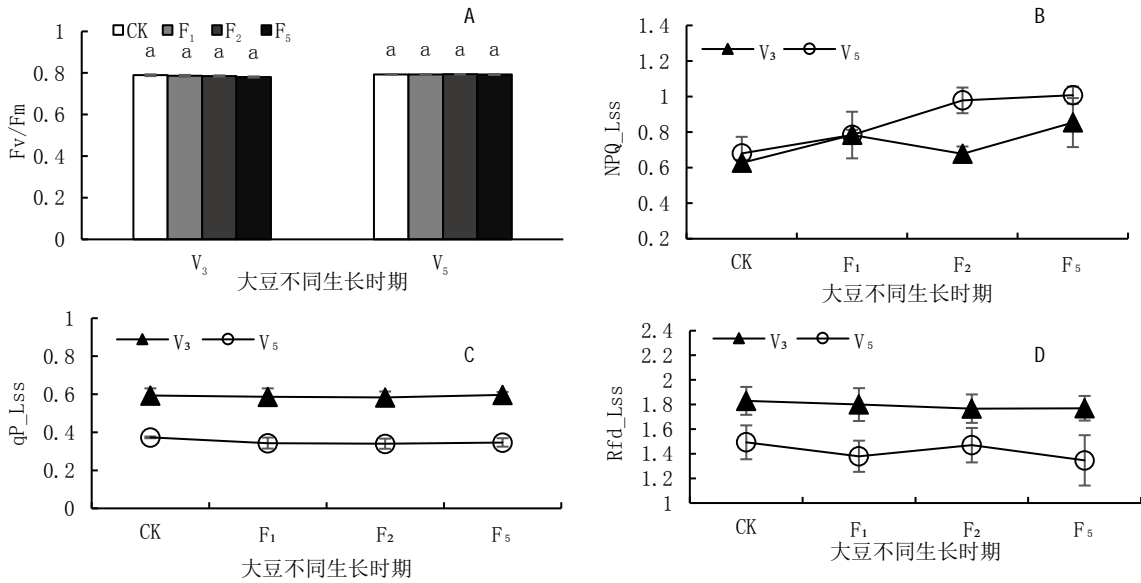 A
CK F₁ F₂ F₅
1
0.8
0.6
0.4
0.2
0
Fv/Fm
a a a a a a a a
V₃ V₅
大豆不同生长时期
B
V₃ V₅
1.4
1.2
1
0.8
0.6
0.4
0.2
NPQ_Lss
CK F₁ F₂ F₅
大豆不同生长时期
C
V₃ V₅
1
0.8
0.6
0.4
0.2
0
qP_Lss
CK F₁ F₂ F₅
大豆不同生长时期
D
V₃ V₅
2.4
2.2
2
1.8
1.6
1.4
1.2
1
Rfd_Lss
CK F₁ F₂ F₅
大豆不同生长时期